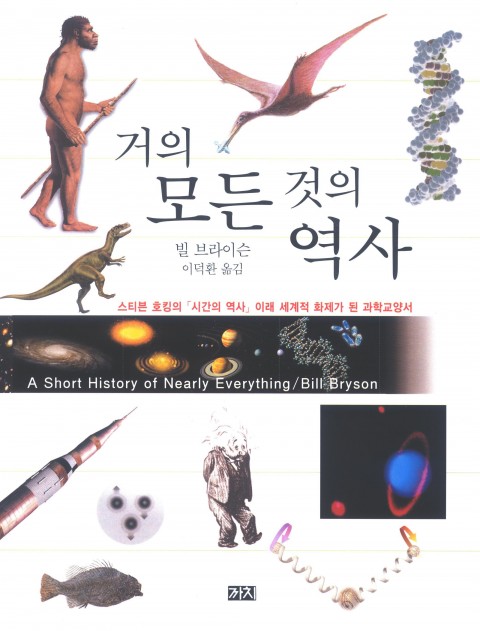 거의
모든 것의
역사
빌 브라이슨
이덕환 옮김
스티븐 호킹의 「시간의 역사」 이래 세계적 화제가 된 과학교양서
A Short History of Nearly Everything/Bill Bryson
까치